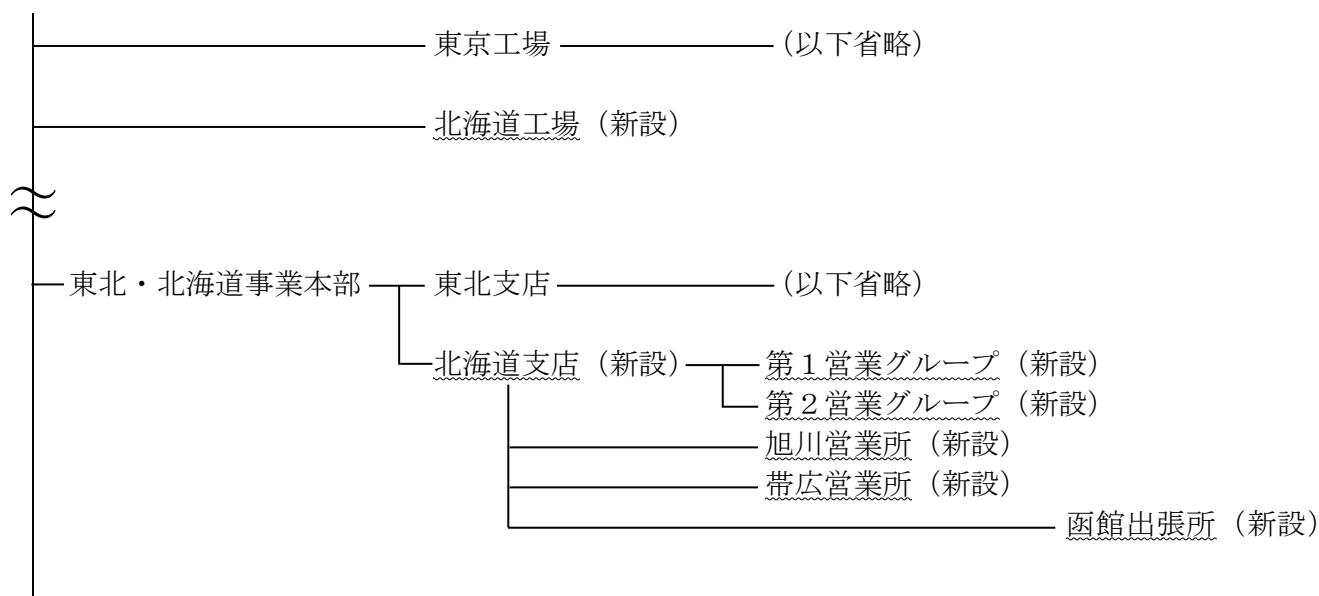 東京工場 (以下省略)
北海道工場(新設)
東北・北海道事業本部 東北支店 (以下省略)
北海道支店(新設) 第1営業グループ(新設)
第2営業グループ(新設)
旭川営業所(新設)
帯広営業所(新設)
函館出張所(新設)